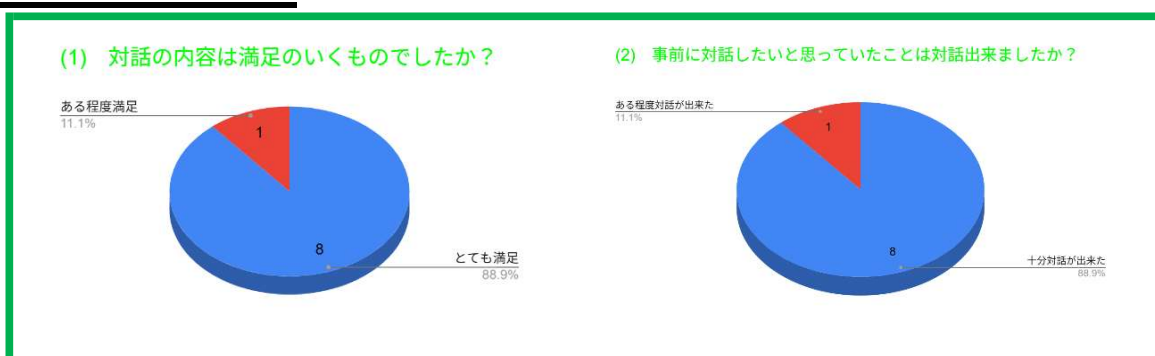 (1) 対話の内容は満足のいくものでしたか？
ある程度満足
11.1%
1
8
とても満足
88.9%
(2) 事前に対話したいと思っていたことは対話出来ましたか？
ある程度対話が出来た
11.1%
1
8
十分対話が出来た
88.9%